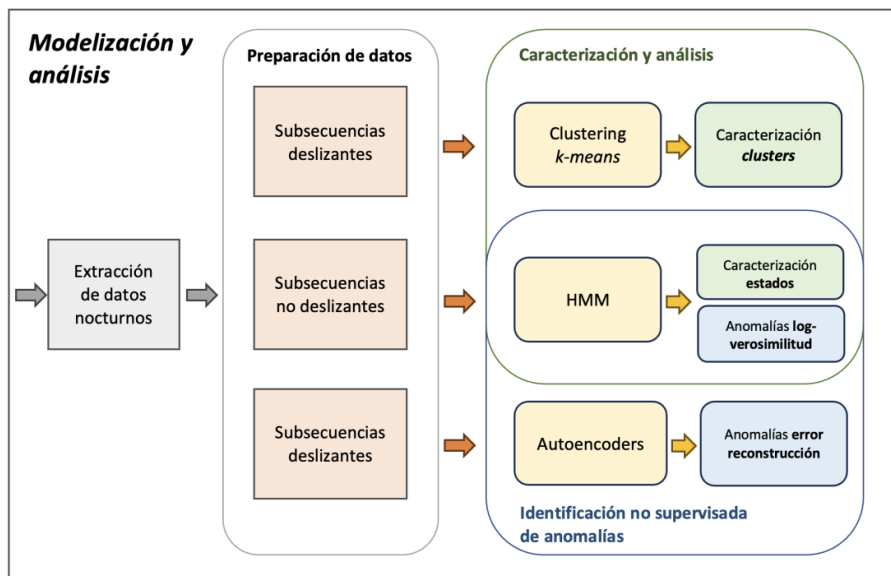 Modelización y
análisis
Preparación de datos
Caracterización y análisis
Subsecuencias
deslizantes
Clustering
k-means
Caracterización
clusters
Extracción
de datos
nocturnos
Subsecuencias
no deslizantes
HMM
Caracterización
estados
Anomalías log-
verosimilitud
Subsecuencias
deslizantes
Autoencoders
Anomalías error
reconstrucción
Identificación no supervisada
de anomalías